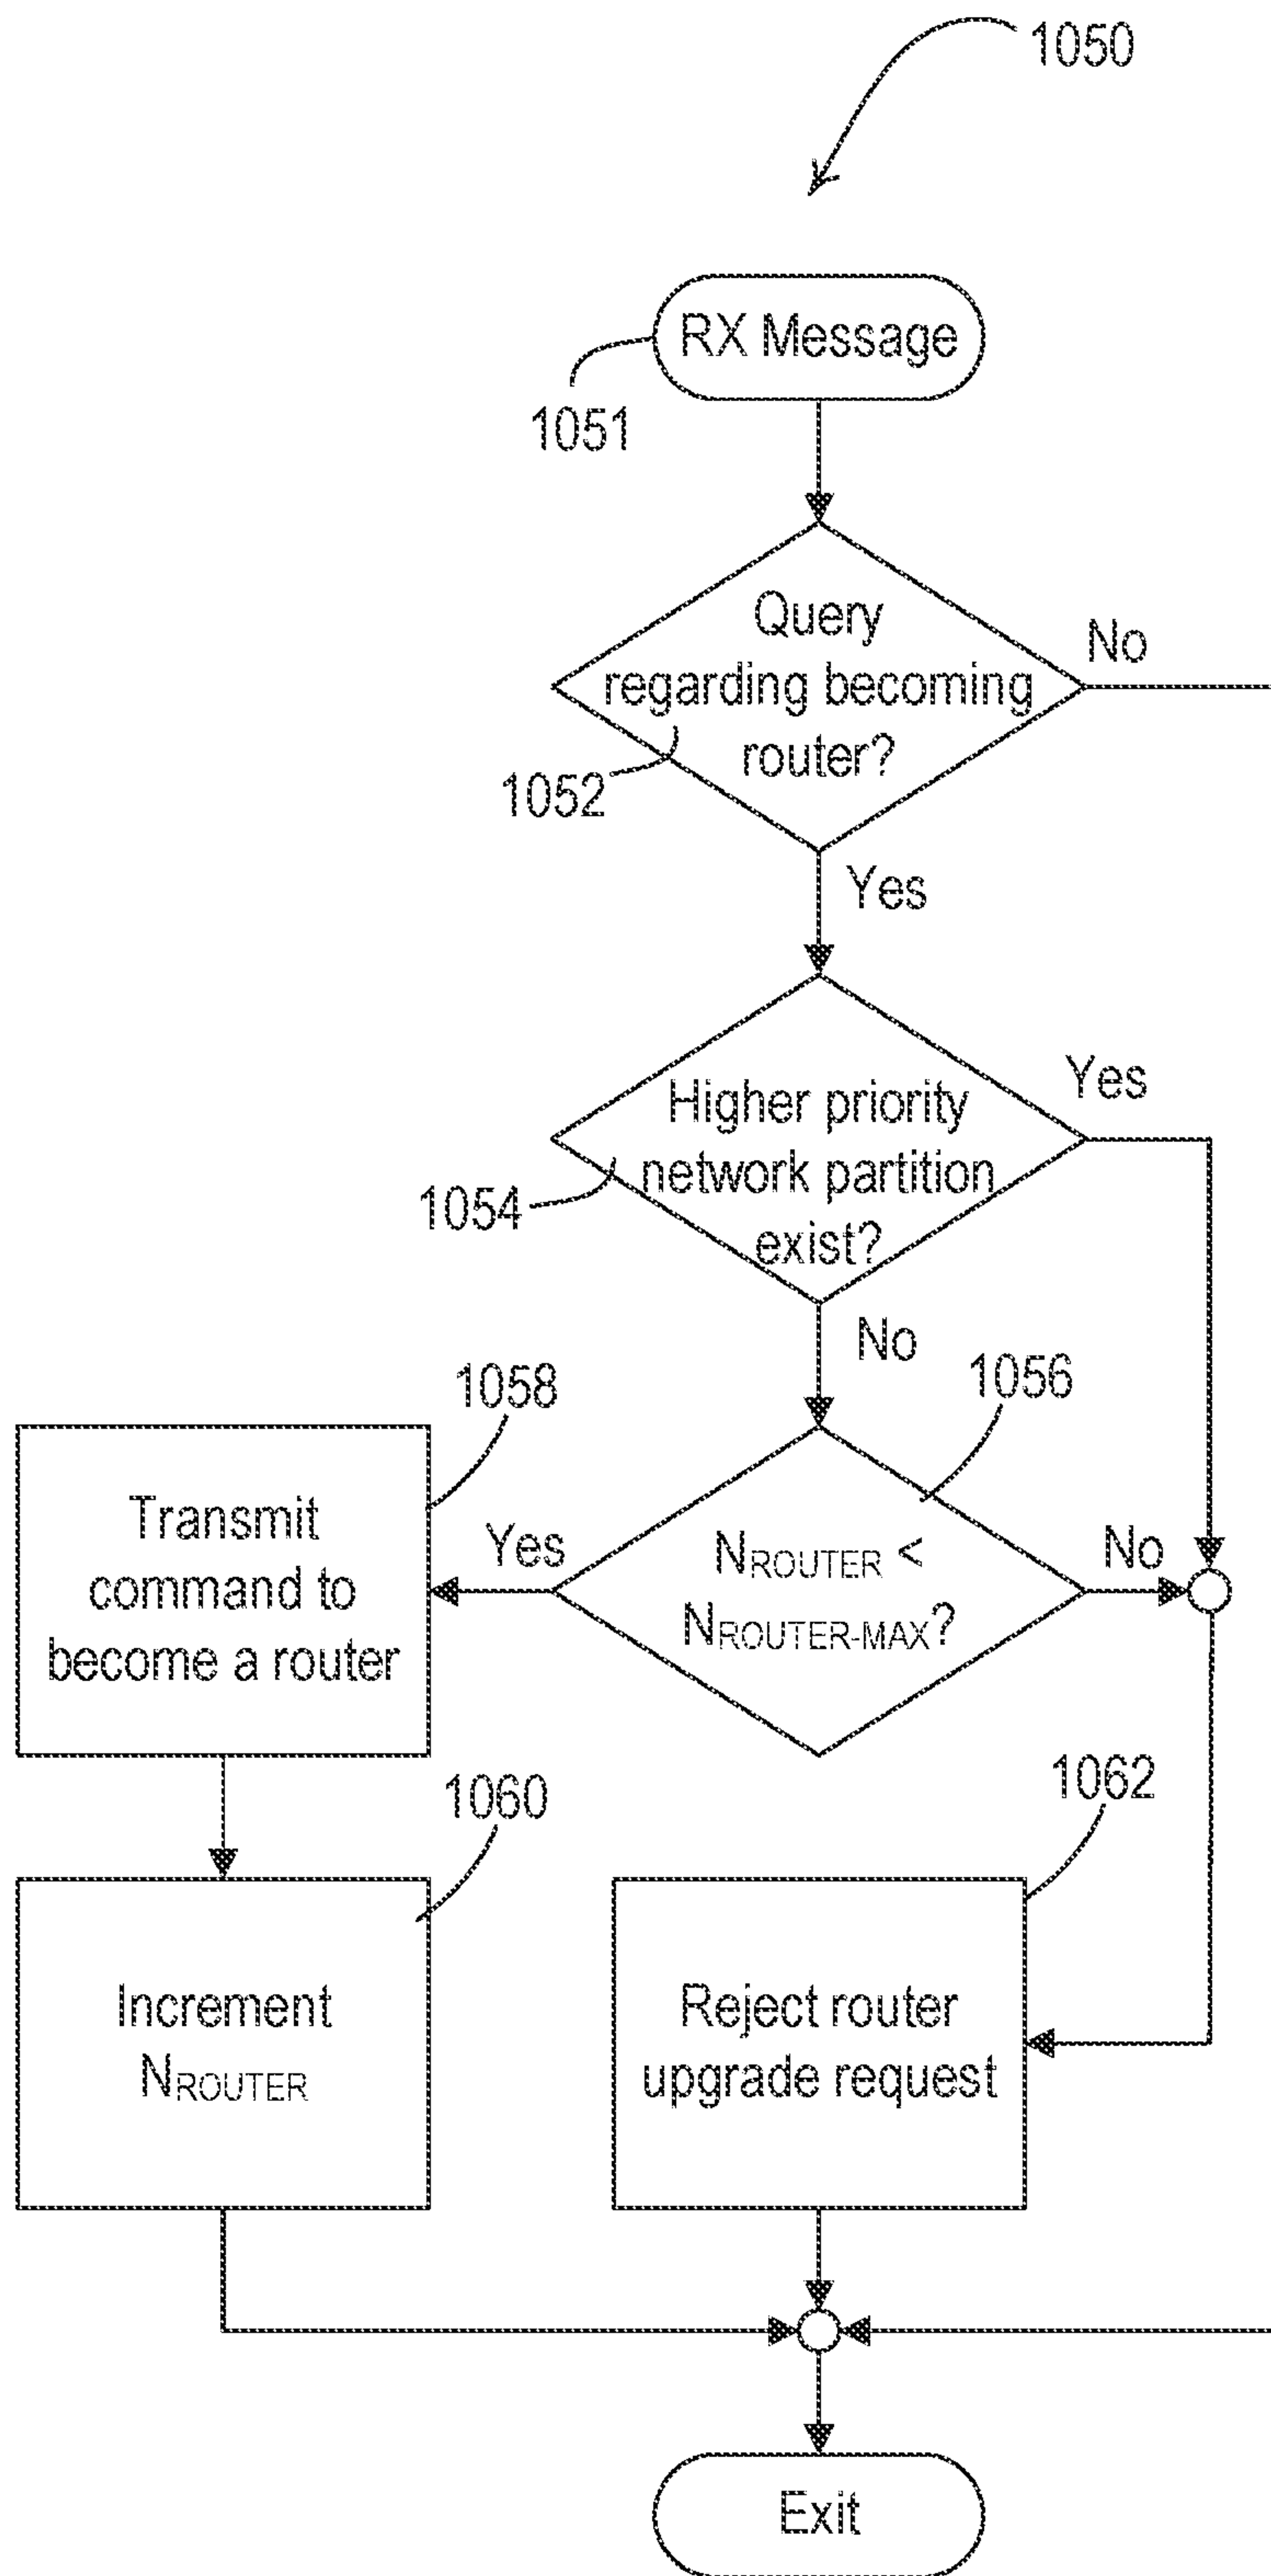 1050
RX Message
1051
Query
regarding becoming
router?
No
1052
Yes
Higher priority
network partition
exist?
Yes
1054
No
1056
1058
Transmit
command to
become a router
Yes
NROUTER <
NROUTER-MAX?
No
1060
1062
Increment
NROUTER
Reject router
upgrade request
Exit